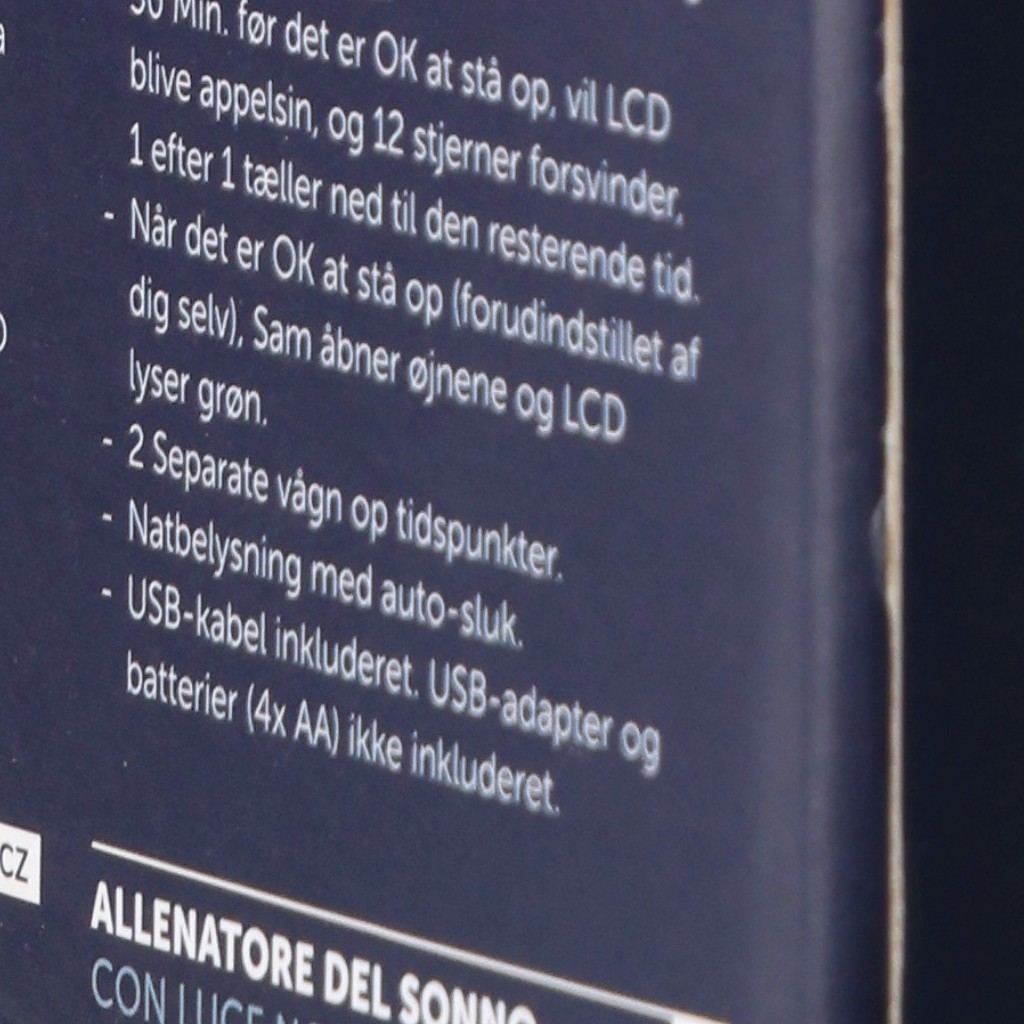 Min. før det er OK at stå op, vil LCD
blive appelsin, og 12 stjerner forsvinder,
1 efter 1 tæller ned til den resterende tid.
- Når det er OK at stå op (forudindstillet af
dig selv), Sam åbner øjnene og LCD
lyser grøn.
- 2 Separate vågn op tidspunkter.
- Natbelysning med auto-sluk.
- USB-kabel inkluderet. USB-adapter og
batterier (4x AA) ikke inkluderet.
CZ
ALLENATORE DEL SONNO
CON LUCE